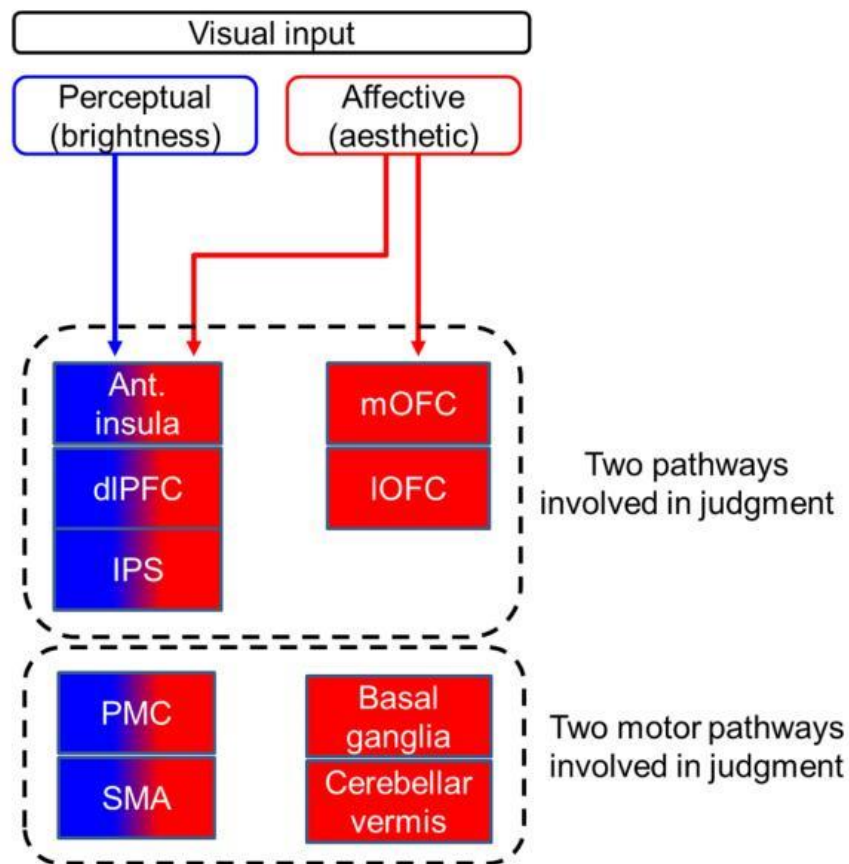 Visual input
Perceptual
(brightness)
Affective
(aesthetic)
Ant.
insula
dlPFC
IPS
mOFC
lOFC
Two pathways
involved in judgment
PMC
SMA
Basal
ganglia
Cerebellar
vermis
Two motor pathways
involved in judgment